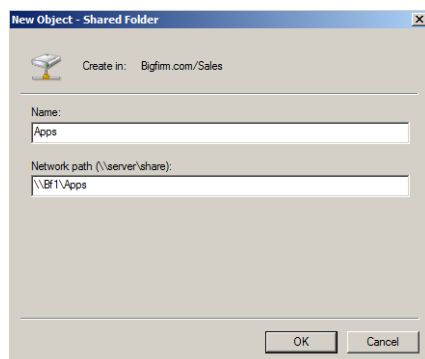 New Object - Shared Folder
Create in: Bigfirm.com/Sales
Name:
Apps
Network path (\\server\share):
\\Bf1\Apps
OK Cancel